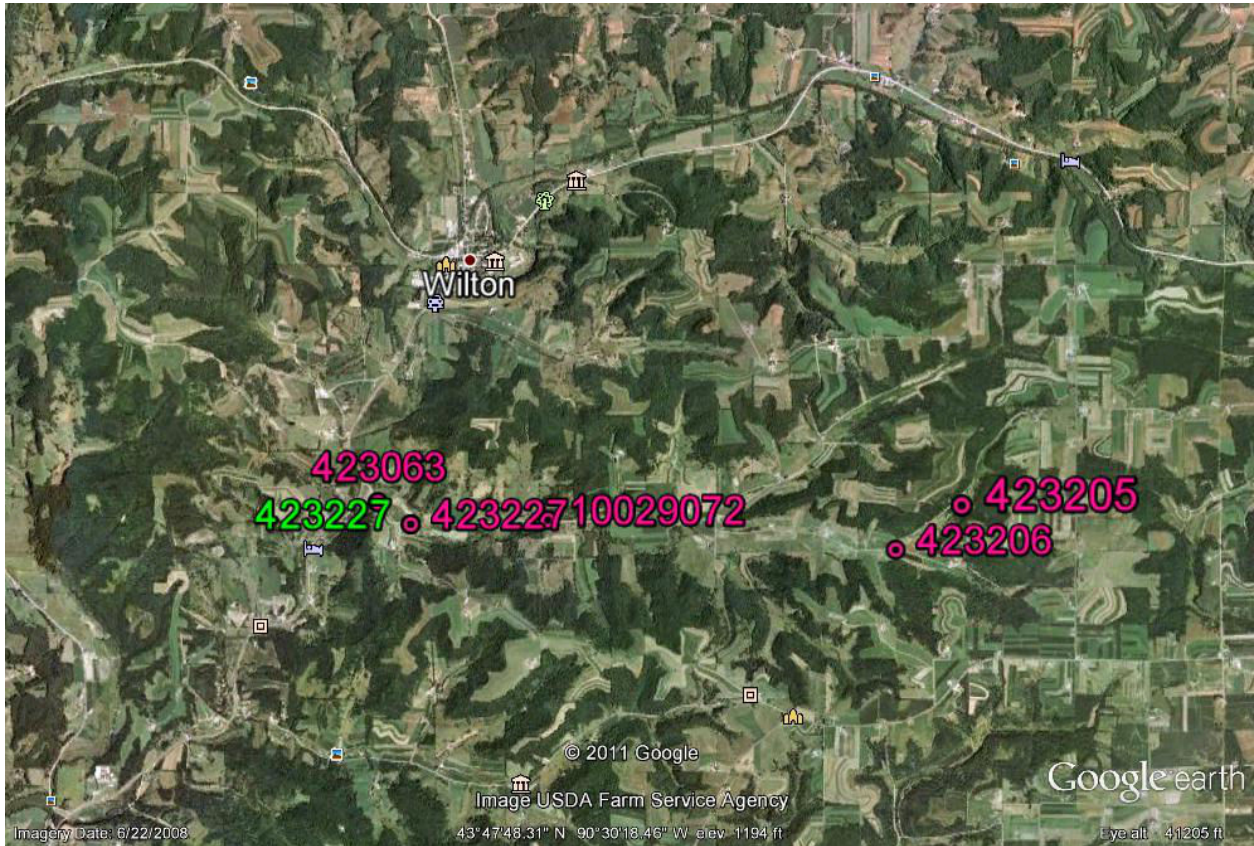 Wilton
423063
423227
423227
10029072
423205
423206
© 2011 Google
Image USDA Farm Service Agency
Google earth
Imagery Date: 6/22/2008
43°47'48.31" N 90°30'18.46" W elev 1194 ft
Eye alt 41205 ft